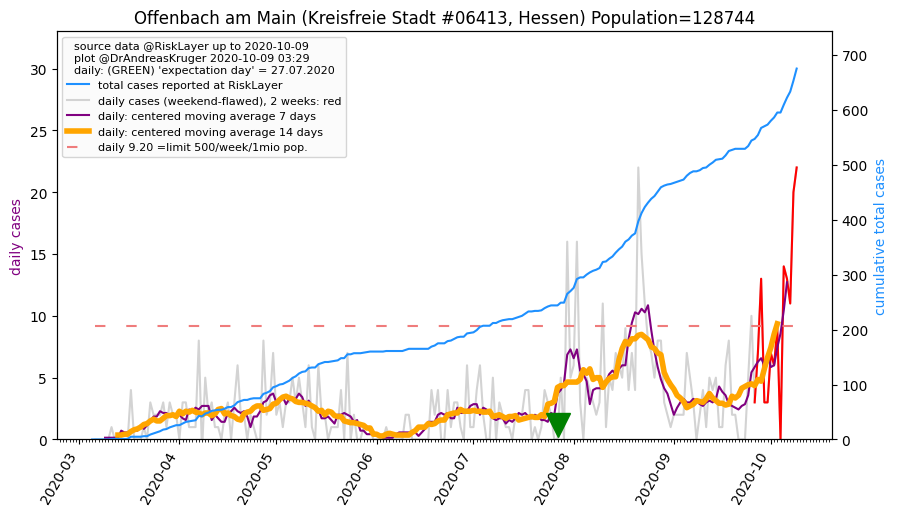 Offenbach am Main (Kreisfreie Stadt #06413, Hessen) Population=128744
source data @RiskLayer up to 2020-10-09
plot @DrAndreasKruger 2020-10-09 03:29
daily: (GREEN) 'expectation day' = 27.07.2020
total cases reported at RiskLayer
daily cases (weekend-flawed), 2 weeks: red
daily: centered moving average 7 days
daily: centered moving average 14 days
daily 9.20 =limit 500/week/1mio pop.
daily cases
30
25
20
15
10
5
0
cumulative total cases
700
600
500
400
300
200
100
0
2020-03
2020-04
2020-05
2020-06
2020-07
2020-08
2020-09
2020-10